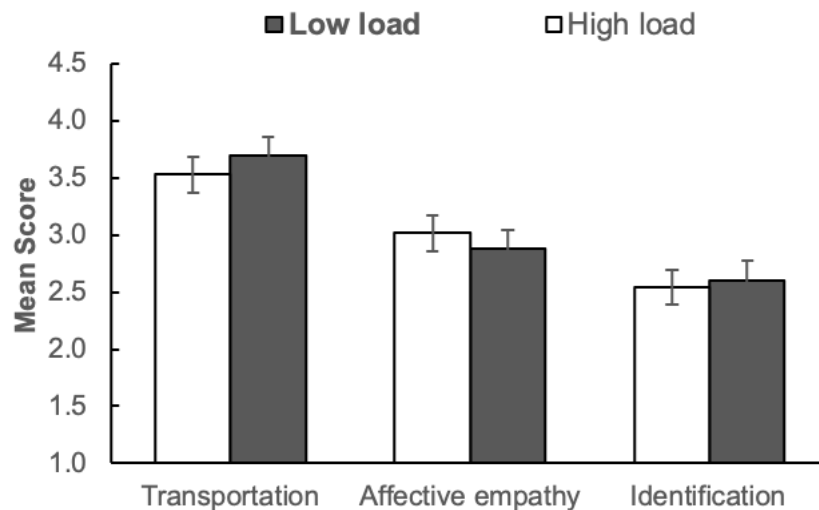 Low load High load
4.5
4.0
3.5
3.0
2.5
2.0
1.5
1.0
Mean Score
Transportation Affective empathy Identification